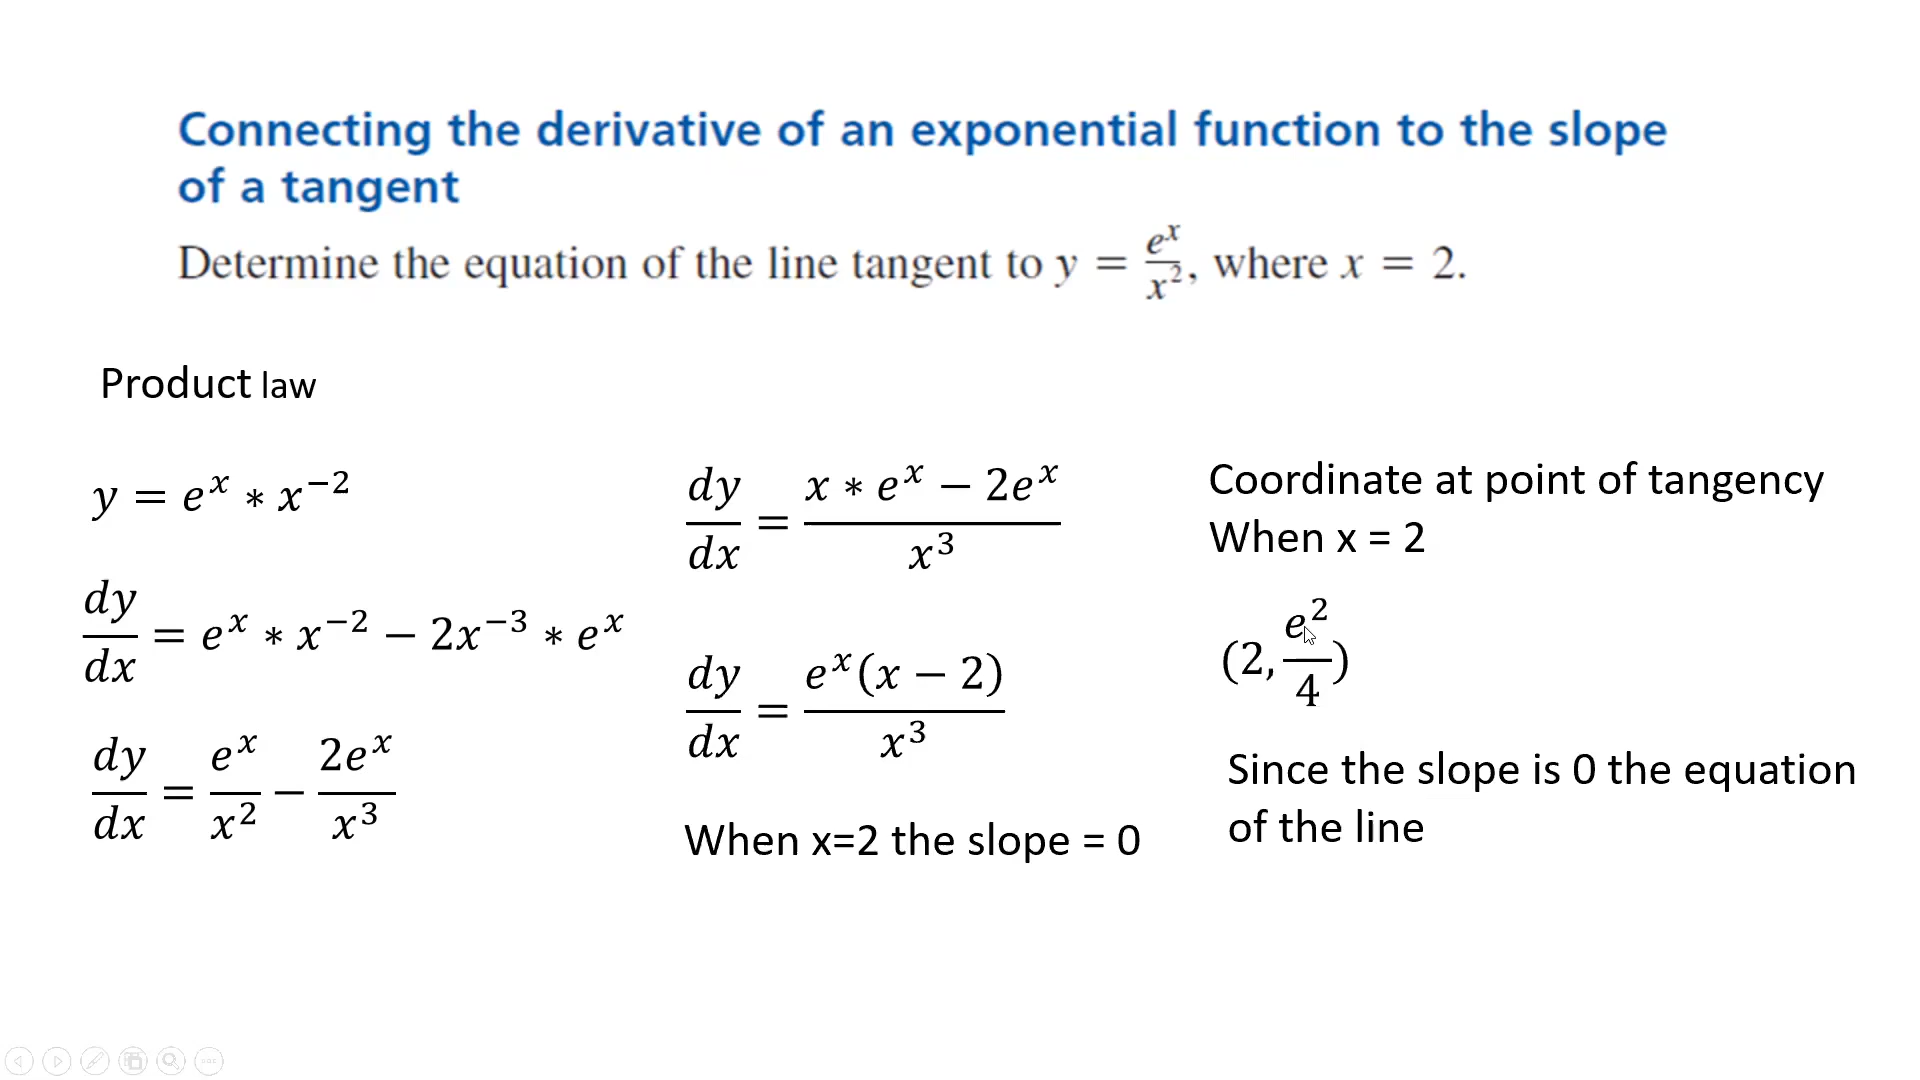 Connecting the derivative of an exponential function to the slope
of a tangent
Determine the equation of the line tangent to y = e^x/x^2, where x = 2.
Product law
y = e^x * x^−2
dy/dx = e^x * x^−2 − 2x^−3 * e^x
dy/dx = e^x/x^2 − 2e^x/x^3
dy/dx = (x * e^x − 2e^x)/x^3
dy/dx = e^x(x − 2)/x^3
When x=2 the slope = 0
Coordinate at point of tangency
When x = 2
(2, e^2/4)
Since the slope is 0 the equation
of the line